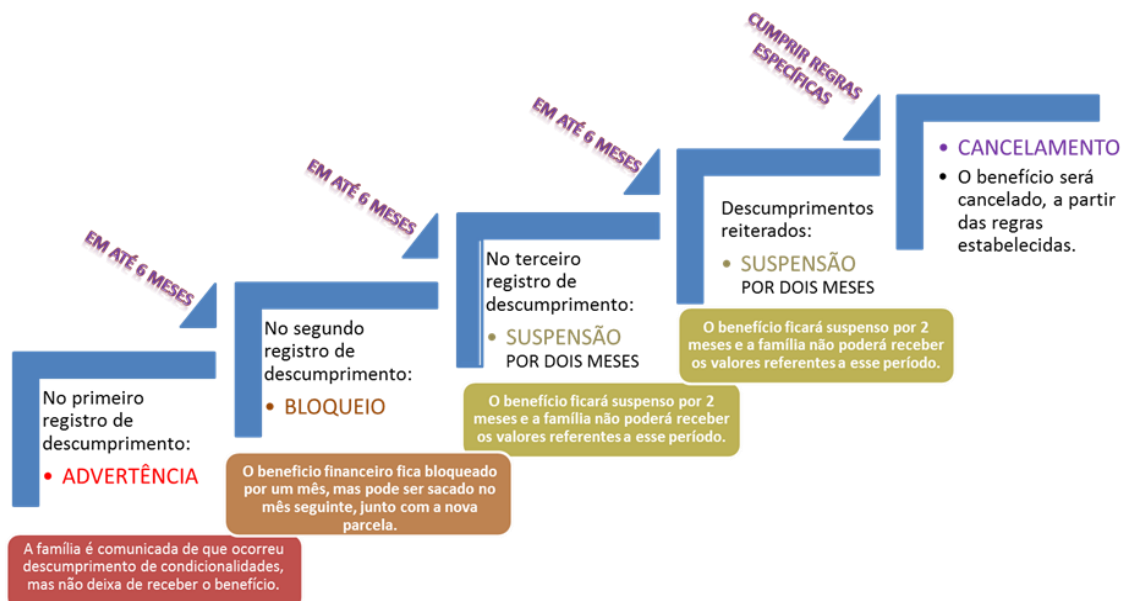 No primeiro
registro de
descumprimento:
• ADVERTÊNCIA
A família é comunicada de que ocorreu
descumprimento de condicionalidades,
mas não deixa de receber o benefício.
EM ATÉ 6 MESES
No segundo
registro de
descumprimento:
• BLOQUEIO
O beneficio financeiro fica bloqueado
por um mês, mas pode ser sacado no
mês seguinte, junto com a nova
parcela.
EM ATÉ 6 MESES
No terceiro
registro de
descumprimento:
• SUSPENSÃO
POR DOIS MESES
O benefício ficará suspenso por 2
meses e a família não poderá receber
os valores referentes a esse período.
EM ATÉ 6 MESES
Descumprimentos
reiterados:
• SUSPENSÃO
POR DOIS MESES
O benefício ficará suspenso por 2
meses e a família não poderá receber
os valores referentes a esse período.
CUMPRIR REGRAS
ESPECÍFICAS
• CANCELAMENTO
• O benefício será
cancelado, a partir
das regras
estabelecidas.